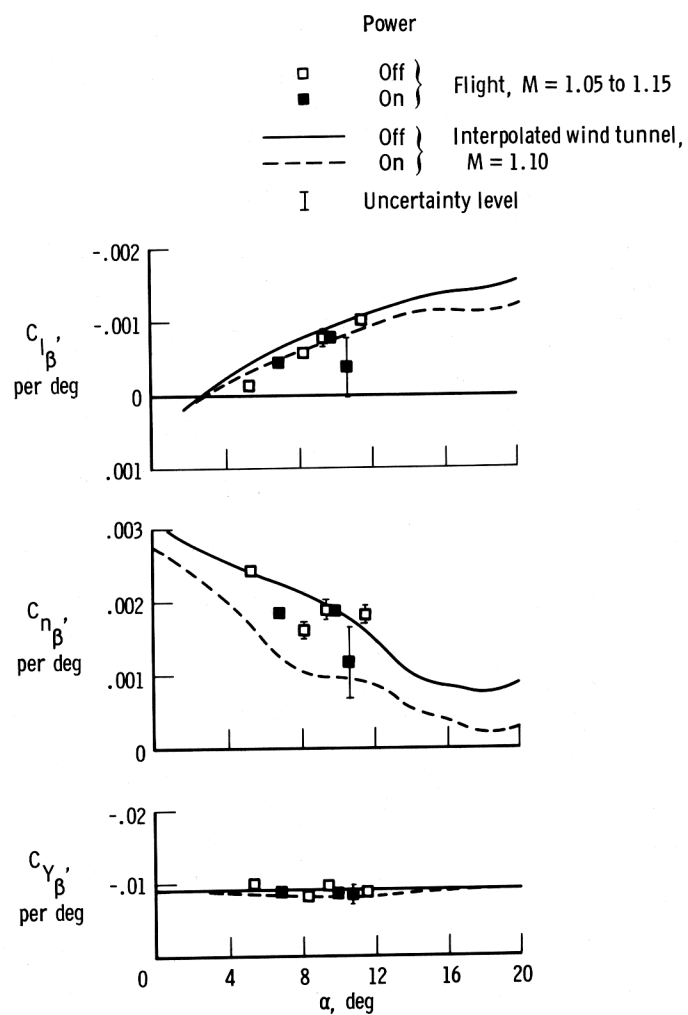 Power
Off
On
Flight, M = 1.05 to 1.15
Off
On
Interpolated wind tunnel,
M = 1.10
Uncertainty level
-.002
-.001
0
.001
C_lβ,
per deg
.003
.002
.001
0
C_nβ,
per deg
-.02
-.01
C_Yβ,
per deg
0 4 8 12 16 20
α, deg